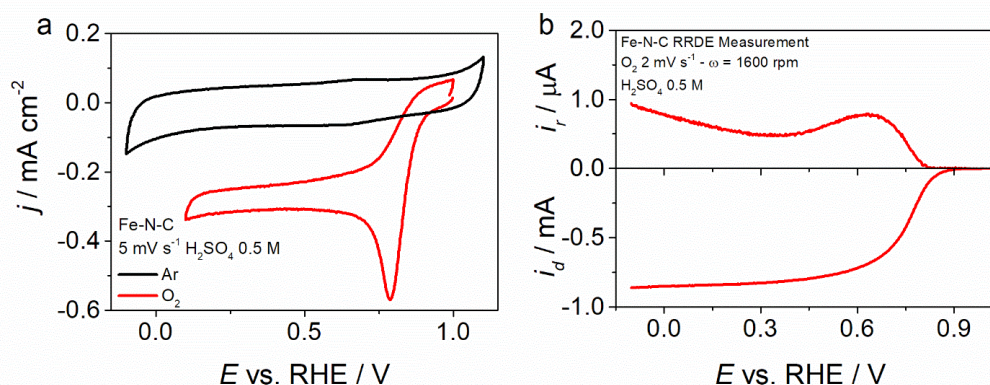 a
0.2
0.0
-0.2
-0.4
-0.6
j / mA cm⁻²
Fe-N-C
5 mV s⁻¹ H₂SO₄ 0.5 M
Ar
O₂
0.0
0.5
1.0
E vs. RHE / V
b
2.0
1.0
0.0
-0.5
-1.0
iᵣ / μA
i_d / mA
Fe-N-C RRDE Measurement
O₂ 2 mV s⁻¹ - ω = 1600 rpm
H₂SO₄ 0.5 M
0.0
0.3
0.6
0.9
E vs. RHE / V